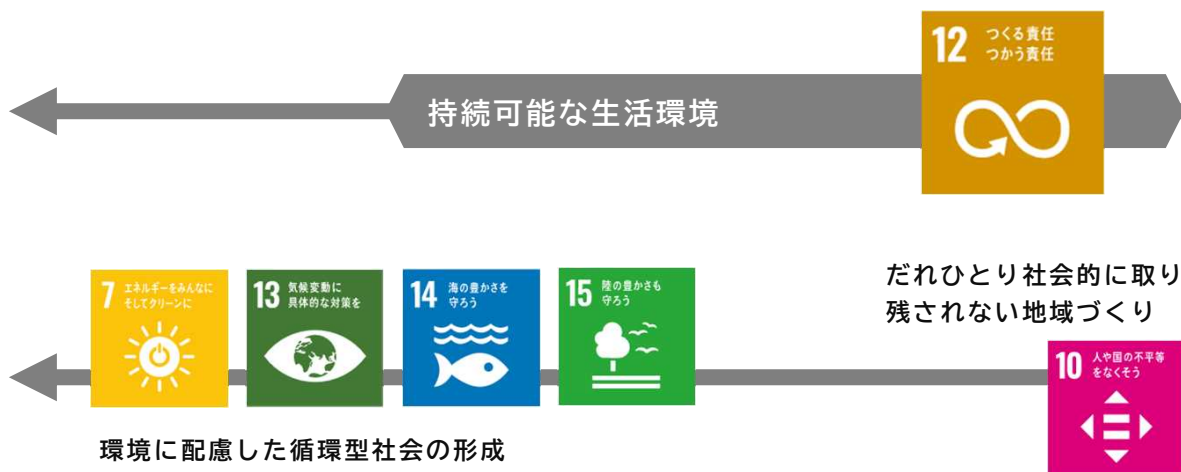 12 つくる責任
つかう責任
持続可能な生活環境
だれひとり社会的に取り
残されない地域づくり
7 エネルギーをみんなに
そしてクリーンに
13 気候変動に
具体的な対策を
14 海の豊かさを
守ろう
15 陸の豊かさも
守ろう
10 人や国の不平等
をなくそう
環境に配慮した循環型社会の形成